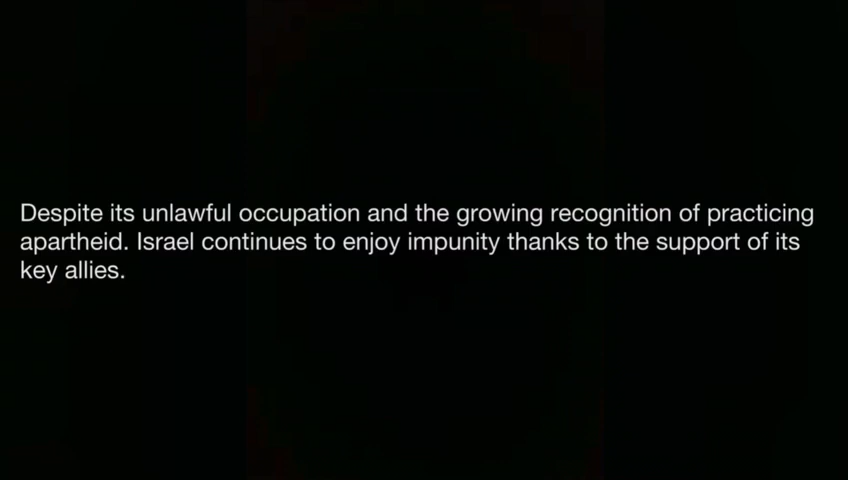 Despite its unlawful occupation and the growing recognition of practicing
apartheid. Israel continues to enjoy impunity thanks to the support of its
key allies.